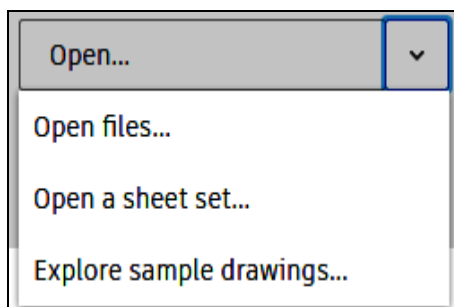 Open...
Open files...
Open a sheet set...
Explore sample drawings...